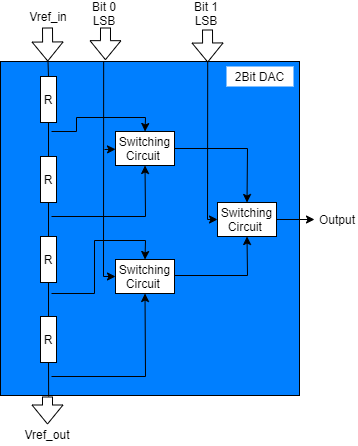 Vref_in
Bit 0
LSB
Bit 1
LSB
2Bit DAC
R
Switching
Circuit
R
Switching
Circuit
Output
R
Switching
Circuit
R
Vref_out